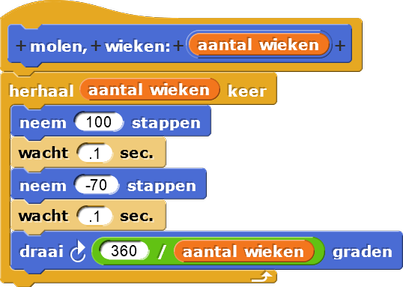 + molen, + wieken: + aantal wieken +
herhaal aantal wieken keer
neem 100 stappen
wacht .1 sec.
neem -70 stappen
wacht .1 sec.
draai 360 / aantal wieken graden